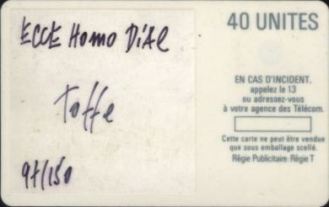 ECCE Homo DiAl
Toffe
97/150
40 UNITES
EN CAS D'INCIDENT,
appelez le 13
ou adressez-vous
à votre agence des Télécom.
Cette carte ne peut être vendue
que sous emballage scellé.
Régie Publicitaire: Régie T